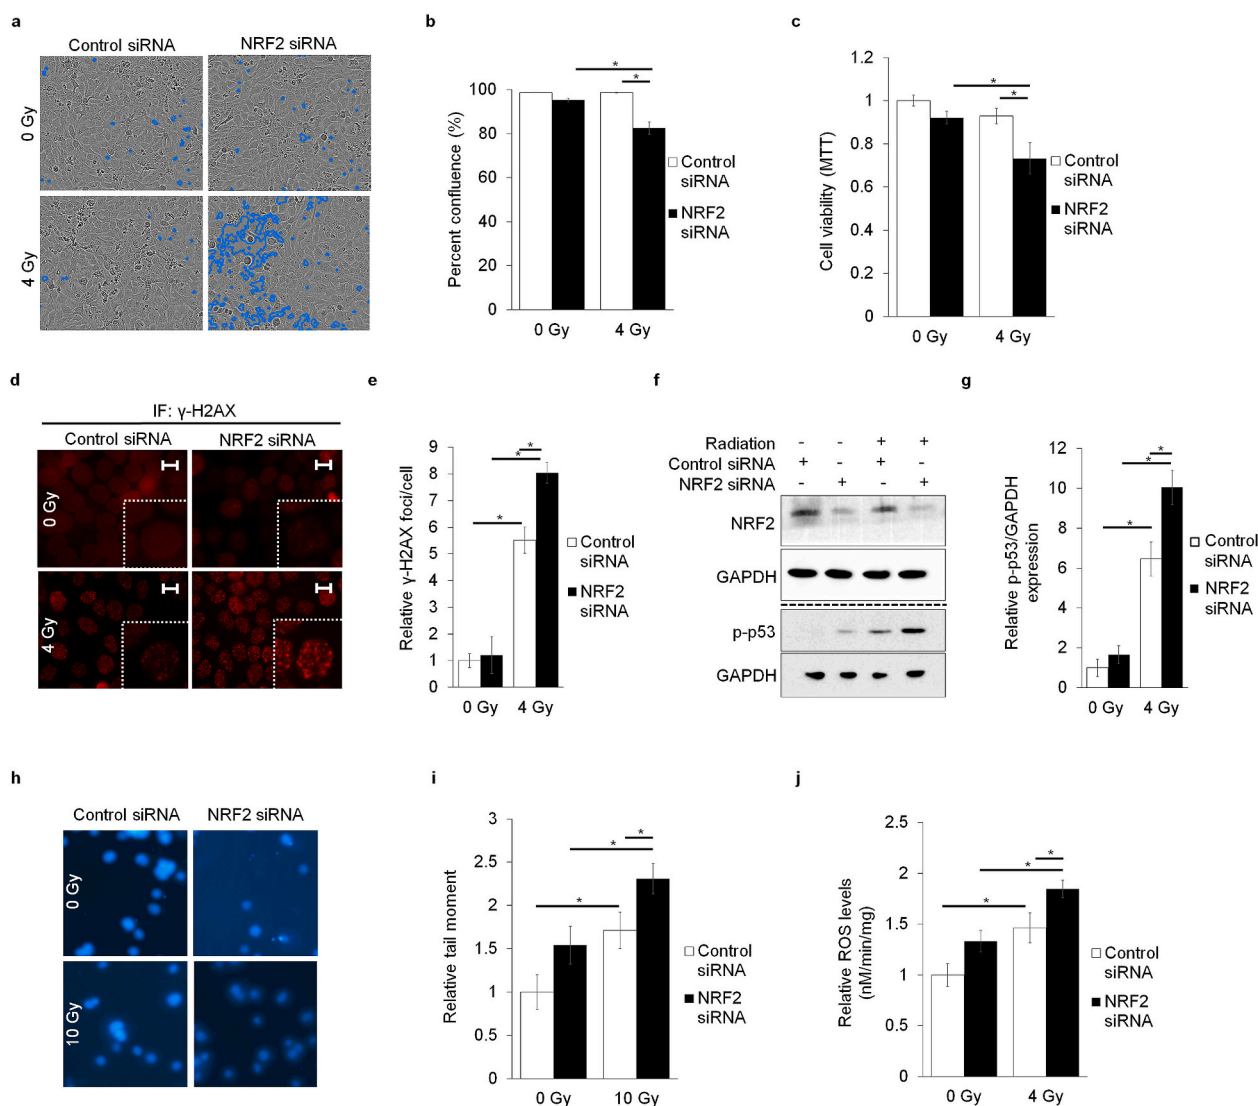 a
Control siRNA
NRF2 siRNA
0 Gy
4 Gy
b
Percent confluence (%)
100
80
60
40
20
0
*
*
0 Gy
4 Gy
Control
siRNA
NRF2
siRNA
c
Cell viability (MTT)
1.2
1
0.8
0.6
0.4
0.2
0
*
*
0 Gy
4 Gy
Control
siRNA
NRF2
siRNA
d
IF: γ-H2AX
Control siRNA
NRF2 siRNA
0 Gy
4 Gy
e
Relative γ-H2AX foci/cell
9
8
7
6
5
4
3
2
1
0
*
*
*
0 Gy
4 Gy
Control
siRNA
NRF2
siRNA
f
Radiation - - + +
Control siRNA + - + -
NRF2 siRNA - + - +
NRF2
GAPDH
p-p53
GAPDH
g
Relative p-p53/GAPDH
expression
12
10
8
6
4
2
0
*
*
*
0 Gy
4 Gy
Control
siRNA
NRF2
siRNA
h
Control siRNA
NRF2 siRNA
0 Gy
10 Gy
i
Relative tail moment
3
2.5
2
1.5
1
0.5
0
*
*
*
0 Gy
10 Gy
Control
siRNA
NRF2
siRNA
j
Relative ROS levels
(nM/min/mg)
2.5
2
1.5
1
0.5
0
*
*
*
0 Gy
4 Gy
Control
siRNA
NRF2
siRNA